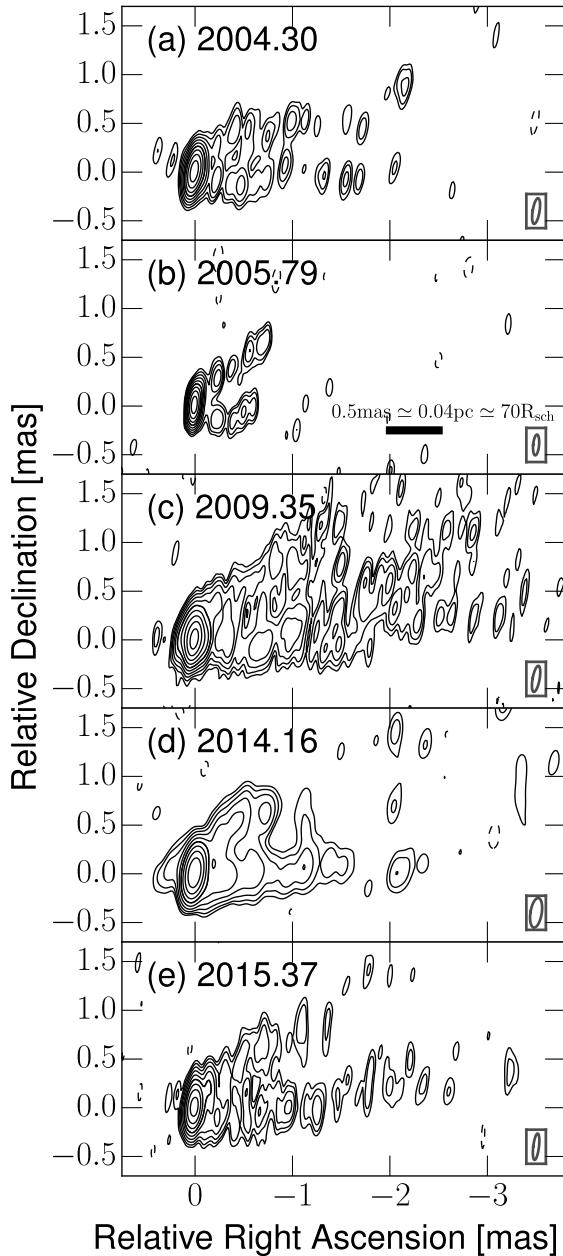 (a) 2004.30
1.5
1.0
0.5
0.0
−0.5
(b) 2005.79
1.5
1.0
0.5
0.0
−0.5
0.5mas ≃ 0.04pc ≃ 70R_sch
(c) 2009.35
1.5
1.0
0.5
0.0
−0.5
(d) 2014.16
1.5
1.0
0.5
0.0
−0.5
(e) 2015.37
1.5
1.0
0.5
0.0
−0.5
0 −1 −2 −3
Relative Declination [mas]
Relative Right Ascension [mas]